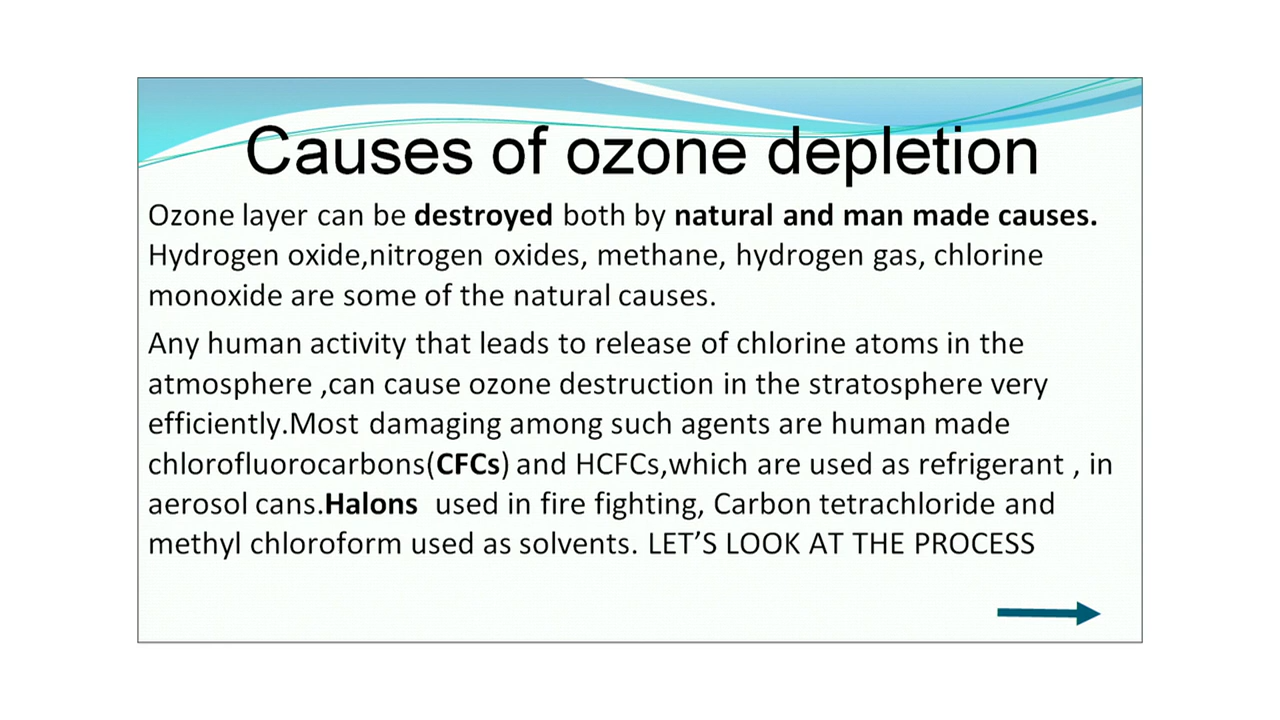 Causes of ozone depletion
Ozone layer can be destroyed both by natural and man made causes.
Hydrogen oxide,nitrogen oxides, methane, hydrogen gas, chlorine
monoxide are some of the natural causes.
Any human activity that leads to release of chlorine atoms in the
atmosphere ,can cause ozone destruction in the stratosphere very
efficiently.Most damaging among such agents are human made
chlorofluorocarbons(CFCs) and HCFCs,which are used as refrigerant , in
aerosol cans.Halons used in fire fighting, Carbon tetrachloride and
methyl chloroform used as solvents. LET’S LOOK AT THE PROCESS